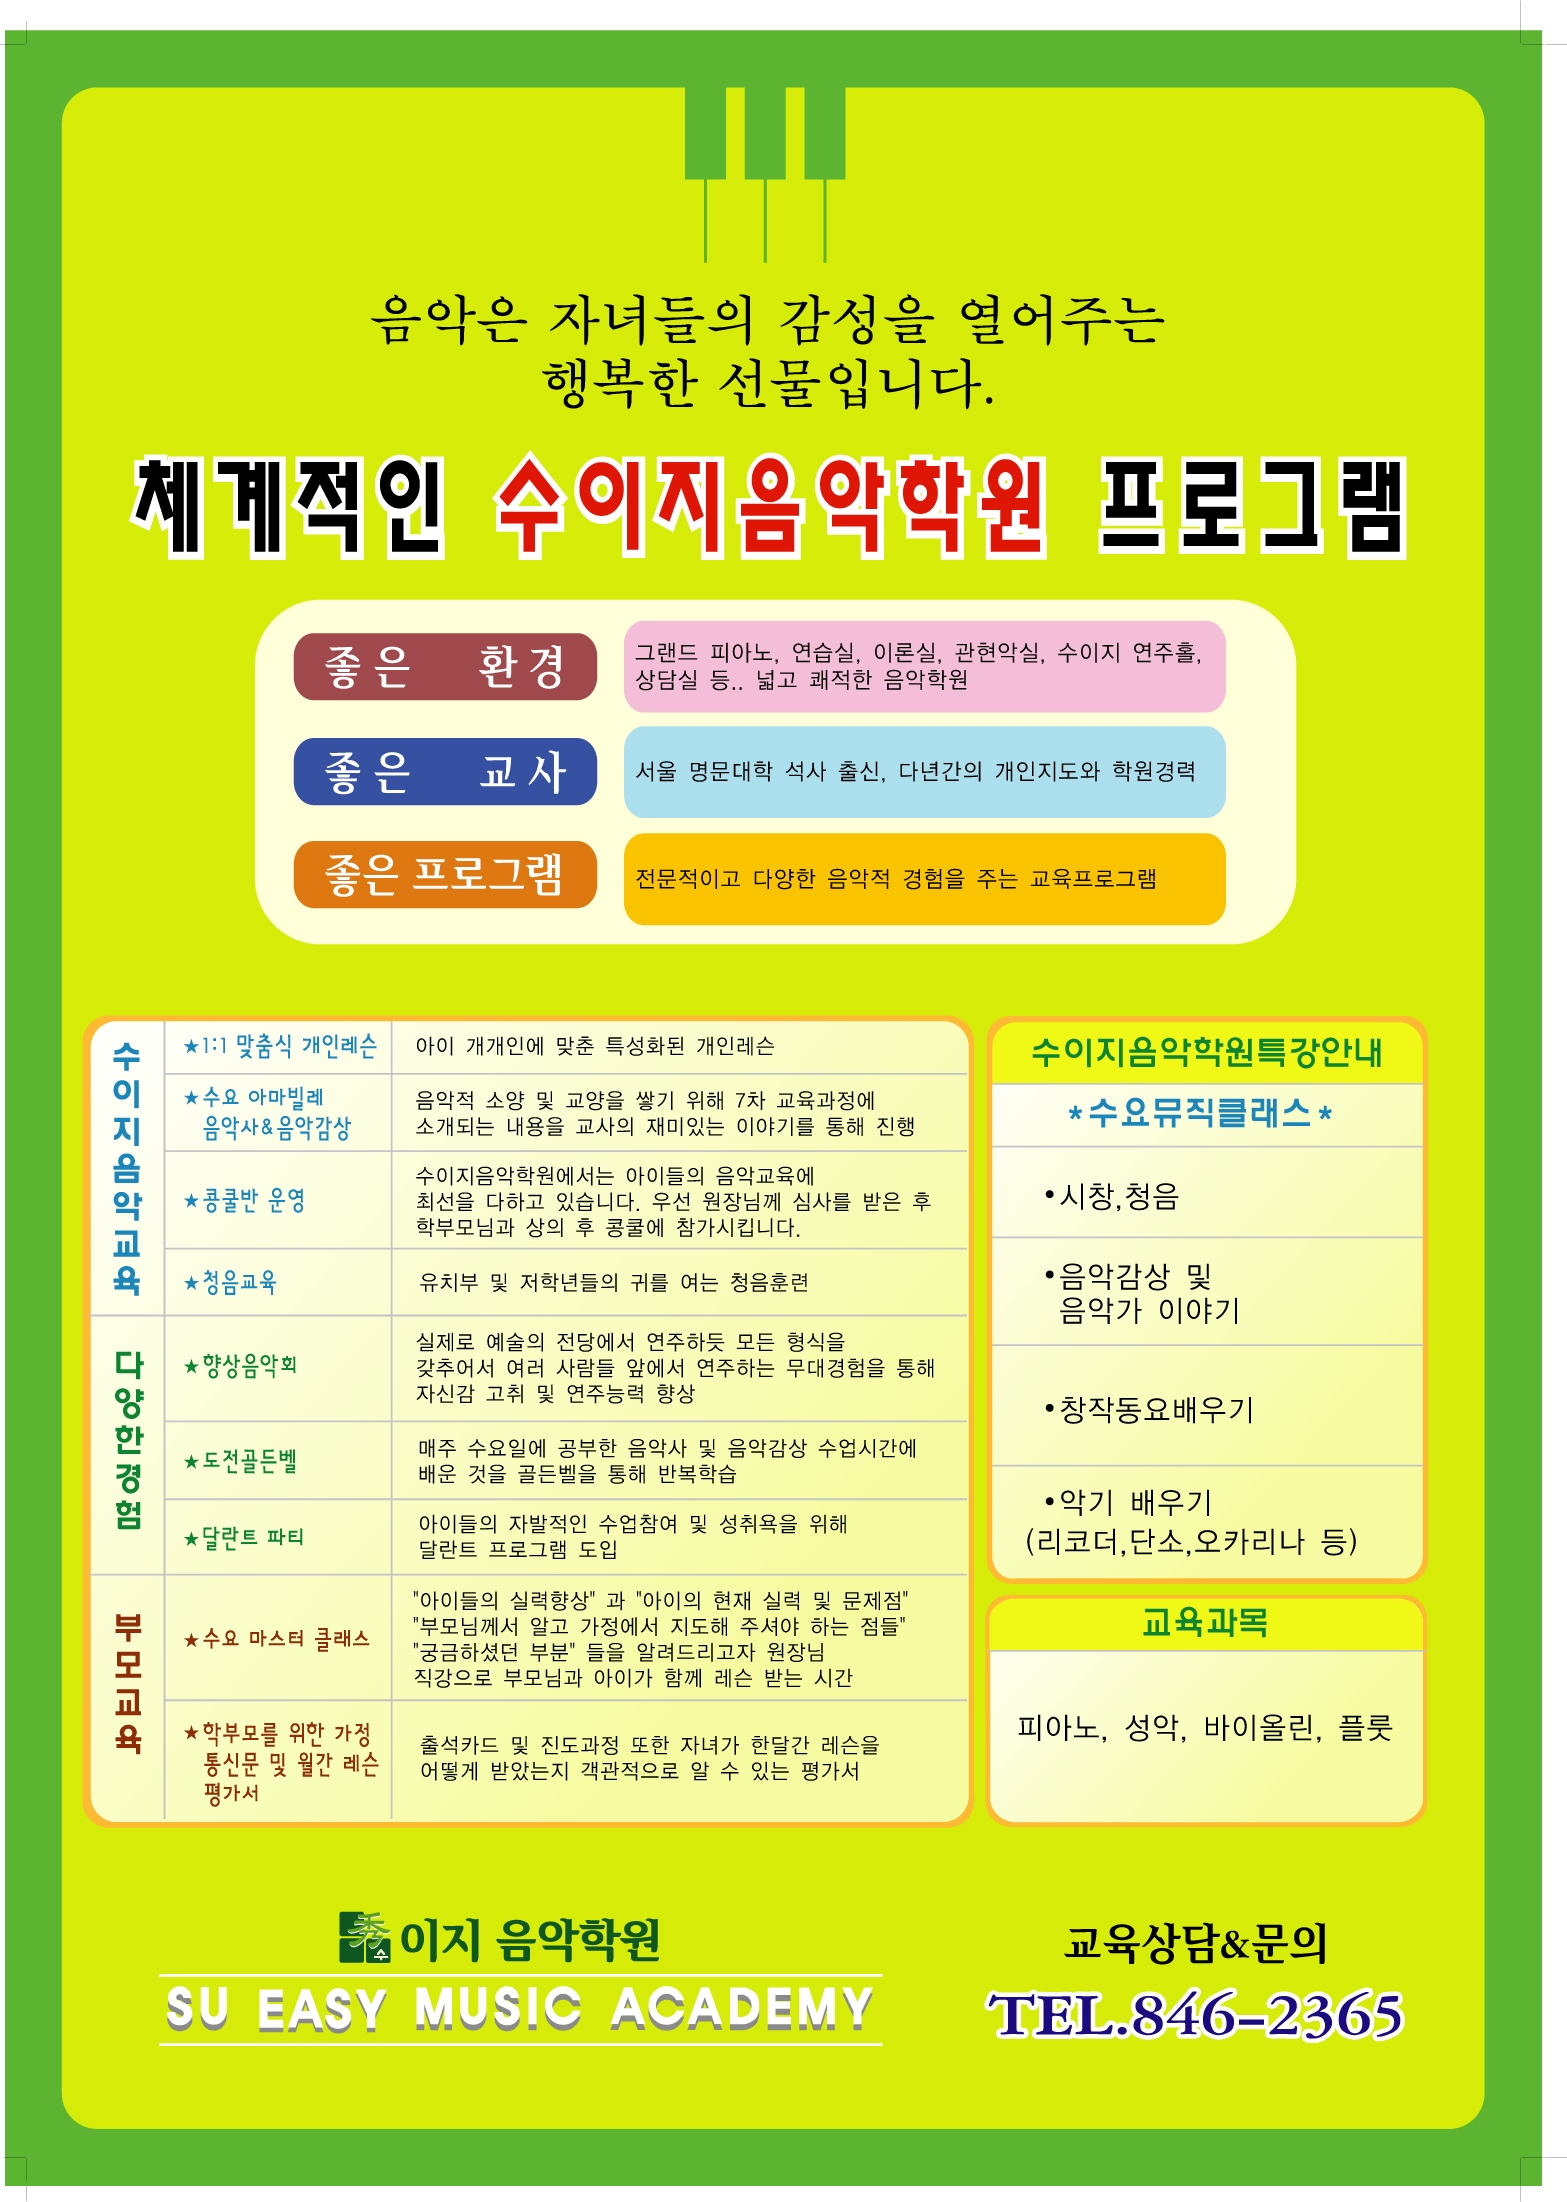 음악은 자녀들의 감성을 열어주는
행복한 선물입니다.
체계적인 수이지음악학원 프로그램
좋은 환경
그랜드 피아노, 연습실, 이론실, 관현악실, 수이지 연주홀,
상담실 등.. 넓고 쾌적한 음악학원
좋은 교사
서울 명문대학 석사 출신, 다년간의 개인지도와 학원경력
좋은 프로그램
전문적이고 다양한 음악적 경험을 주는 교육프로그램
수이지음악교육
★1:1 맞춤식 개인레슨
아이 개개인에 맞춘 특성화된 개인레슨
★수요 아마빌레
음악사&음악감상
음악적 소양 및 교양을 쌓기 위해 7차 교육과정에
소개되는 내용을 교사의 재미있는 이야기를 통해 진행
★콩쿨반 운영
수이지음악학원에서는 아이들의 음악교육에
최선을 다하고 있습니다. 우선 원장님께 심사를 받은 후
학부모님과 상의 후 콩쿨에 참가시킵니다.
★청음교육
유치부 및 저학년들의 귀를 여는 청음훈련
다양한경험
★향상음악회
실제로 예술의 전당에서 연주하듯 모든 형식을
갖추어서 여러 사람들 앞에서 연주하는 무대경험을 통해
자신감 고취 및 연주능력 향상
★도전골든벨
매주 수요일에 공부한 음악사 및 음악감상 수업시간에
배운 것을 골든벨을 통해 반복학습
★달란트 파티
아이들의 자발적인 수업참여 및 성취욕을 위해
달란트 프로그램 도입
부모교육
★수요 마스터 클래스
"아이들의 실력향상" 과 "아이의 현재 실력 및 문제점"
"부모님께서 알고 가정에서 지도해 주셔야 하는 점들"
"궁금하셨던 부분" 들을 알려드리고자 원장님
직강으로 부모님과 아이가 함께 레슨 받는 시간
★학부모를 위한 가정
통신문 및 월간 레슨
평가서
출석카드 및 진도과정 또한 자녀가 한달간 레슨을
어떻게 받았는지 객관적으로 알 수 있는 평가서
수이지음악학원특강안내
*수요뮤직클래스*
•시창,청음
•음악감상 및
음악가 이야기
•창작동요배우기
•악기 배우기
(리코더,단소,오카리나 등)
교육과목
피아노, 성악, 바이올린, 플룻
秀 수 이지 음악학원
SU EASY MUSIC ACADEMY
교육상담&문의
TEL.846-2365